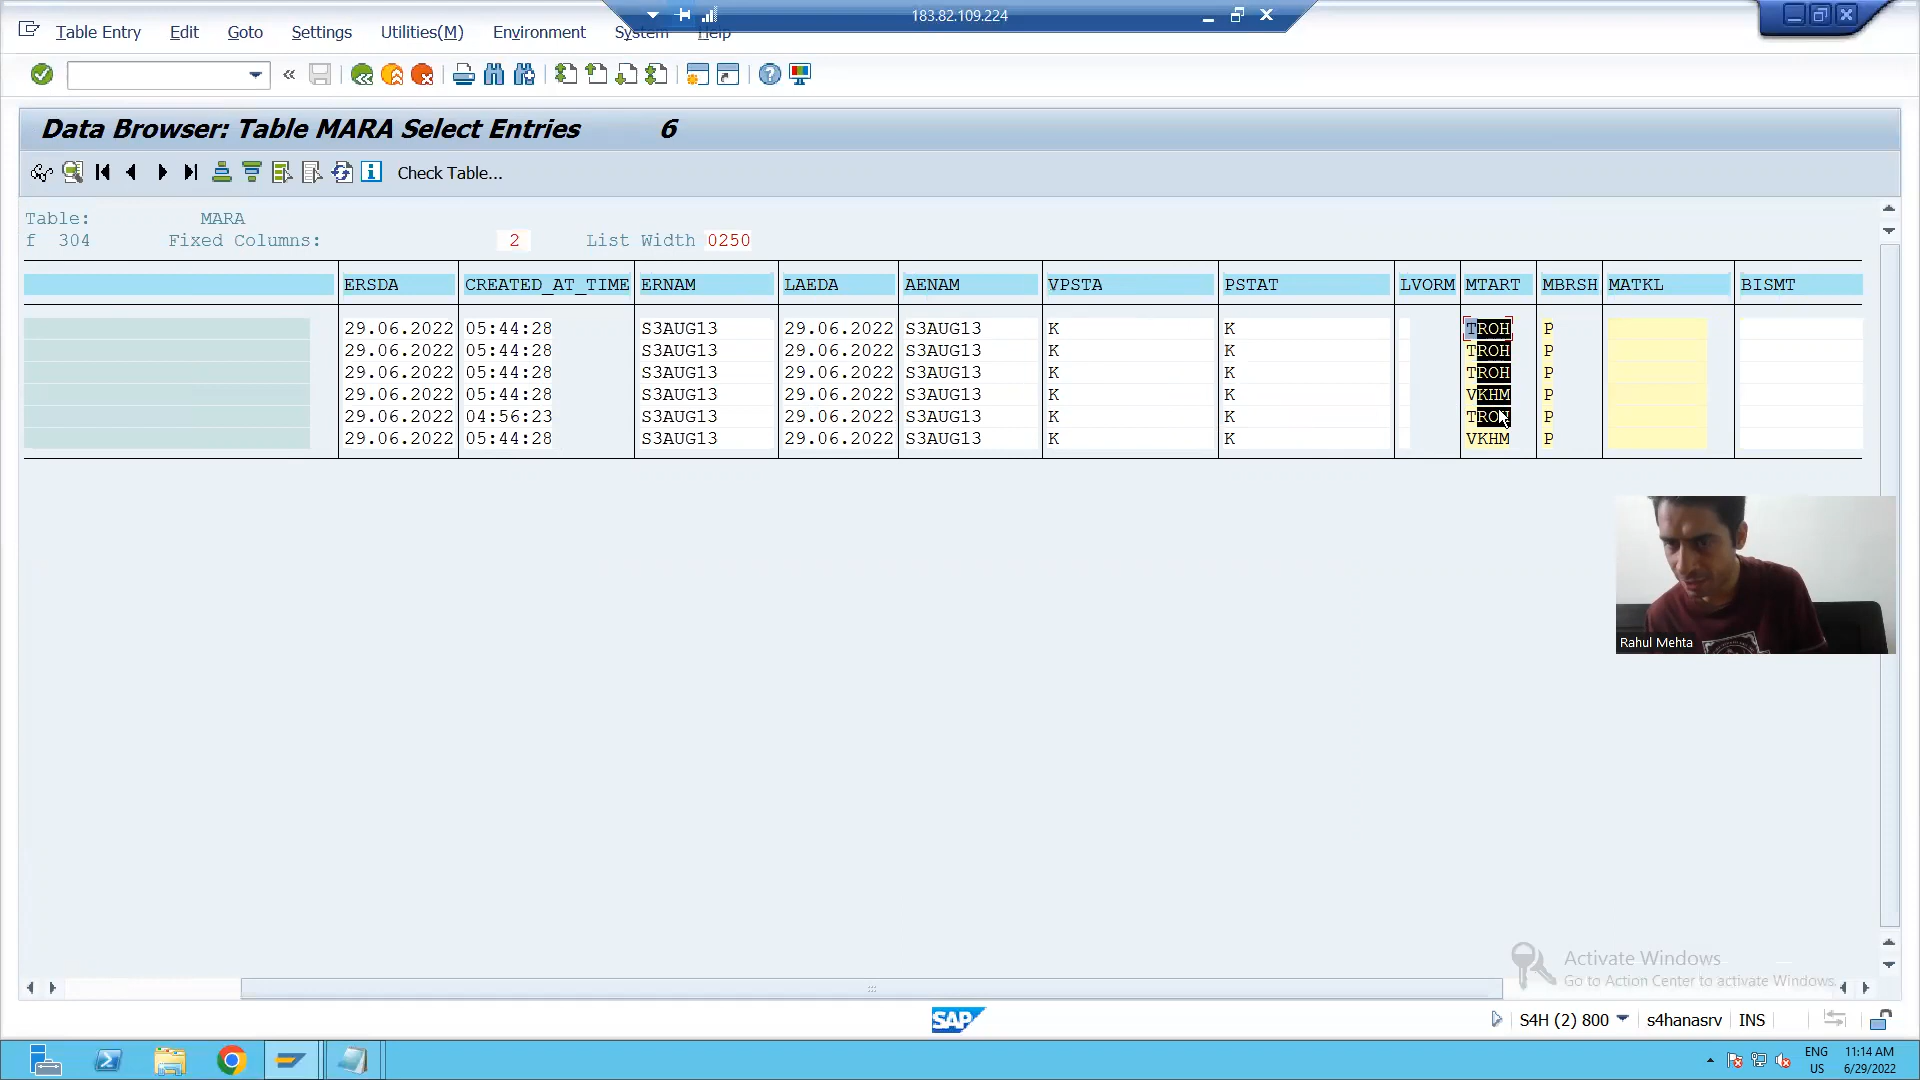 183.82.109.224
Table Entry Edit Goto Settings Utilities(M) Environment System Help
Data Browser: Table MARA Select Entries 6
Check Table...
Table: MARA
f 304 Fixed Columns: 2 List Width 0250
ERSDA CREATED_AT_TIME ERNAM LAEDA AENAM VPSTA PSTAT LVORM MTART MBRSH MATKL BISMT
29.06.2022 05:44:28 S3AUG13 29.06.2022 S3AUG13 K K TROH P
29.06.2022 05:44:28 S3AUG13 29.06.2022 S3AUG13 K K TROH P
29.06.2022 05:44:28 S3AUG13 29.06.2022 S3AUG13 K K TROH P
29.06.2022 05:44:28 S3AUG13 29.06.2022 S3AUG13 K K VKHM P
29.06.2022 04:56:23 S3AUG13 29.06.2022 S3AUG13 K K TROH P
29.06.2022 05:44:28 S3AUG13 29.06.2022 S3AUG13 K K VKHM P
Rahul Mehta
Activate Windows
Go to Action Center to activate Windows.
SAP
S4H (2) 800 s4hanasrv INS
ENG 11:14 AM
US 6/29/2022